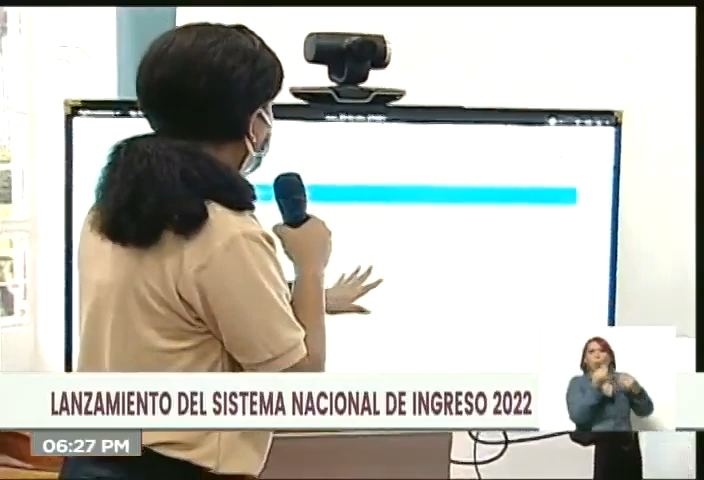 LANZAMIENTO DEL SISTEMA NACIONAL DE INGRESO 2022
06:27 PM